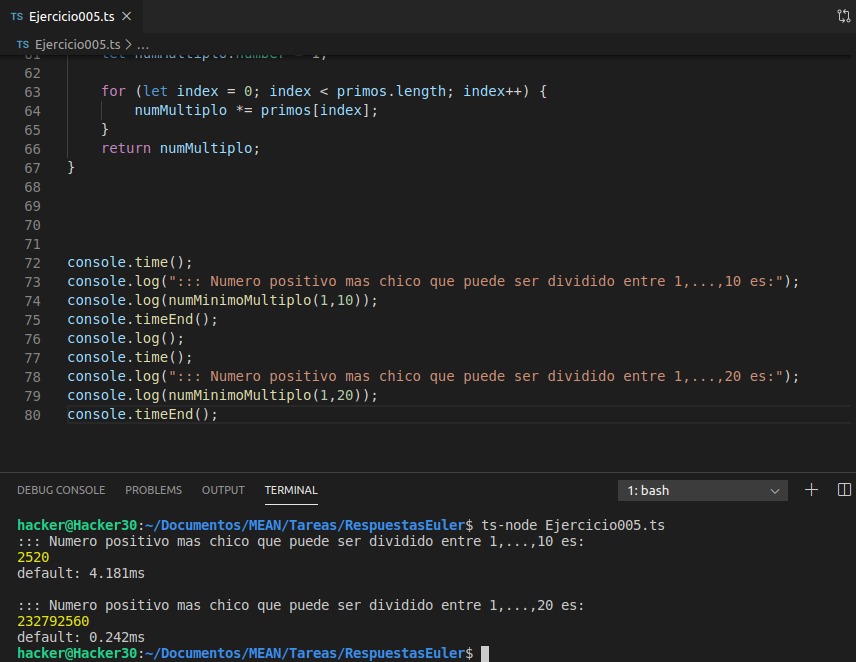 TS Ejercicio005.ts ×
TS Ejercicio005.ts > ...
61 let numMultiplo:number = 1;
62
63 for (let index = 0; index < primos.length; index++) {
64 numMultiplo *= primos[index];
65 }
66 return numMultiplo;
67 }
68
69
70
71
72 console.time();
73 console.log("::: Numero positivo mas chico que puede ser dividido entre 1,...,10 es:");
74 console.log(numMinimoMultiplo(1,10));
75 console.timeEnd();
76 console.log();
77 console.time();
78 console.log("::: Numero positivo mas chico que puede ser dividido entre 1,...,20 es:");
79 console.log(numMinimoMultiplo(1,20));
80 console.timeEnd();
DEBUG CONSOLE PROBLEMS OUTPUT TERMINAL 1: bash
hacker@Hacker30:~/Documentos/MEAN/Tareas/RespuestasEuler$ ts-node Ejercicio005.ts
::: Numero positivo mas chico que puede ser dividido entre 1,...,10 es:
2520
default: 4.181ms
::: Numero positivo mas chico que puede ser dividido entre 1,...,20 es:
232792560
default: 0.242ms
hacker@Hacker30:~/Documentos/MEAN/Tareas/RespuestasEuler$